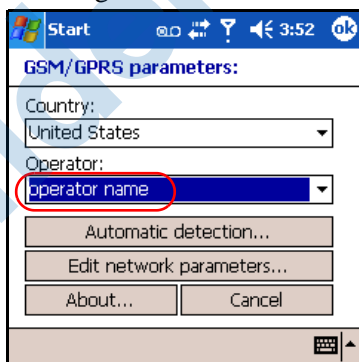 Start 3:52 ok
GSM/GPRS parameters:
Country:
United States
Operator:
operator name
Automatic detection...
Edit network parameters...
About... Cancel